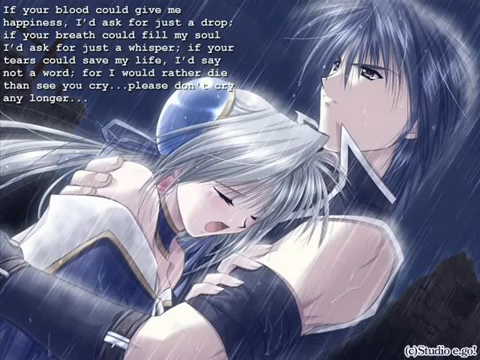 If your blood could give me
happiness, I'd ask for just a drop;
if your breath could fill my soul
I'd ask for just a whisper; if your
tears could save my life, I'd say
not a word; for I would rather die
than see you cry...please don't cry
any longer...
(c)Studio e.go!